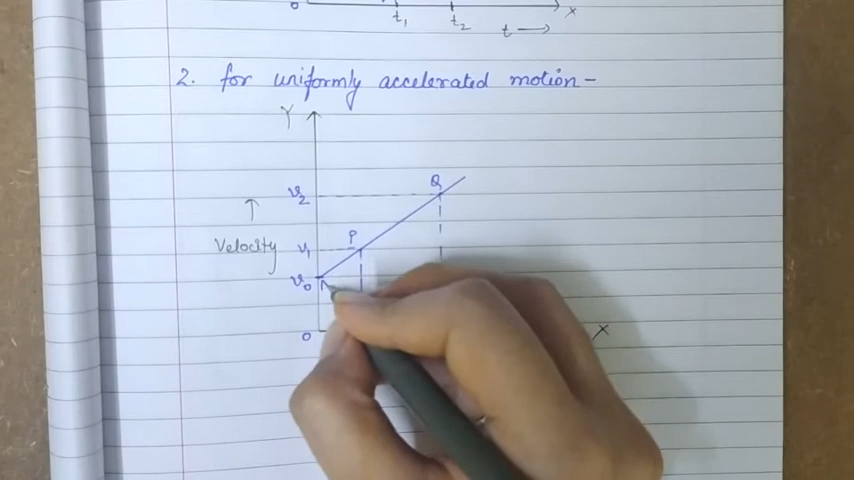 o t₁ t₂ t → x
2. for uniformly accelerated motion-
Y
Q
v₂
↑
P
Velocity v₁
v₀
o X